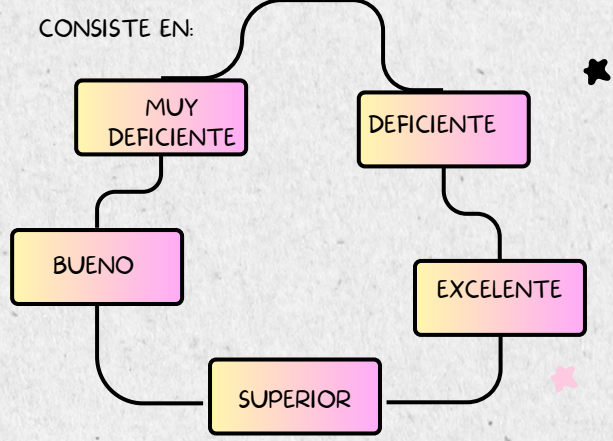 CONSISTE EN:
MUY
DEFICIENTE
DEFICIENTE
BUENO
EXCELENTE
SUPERIOR